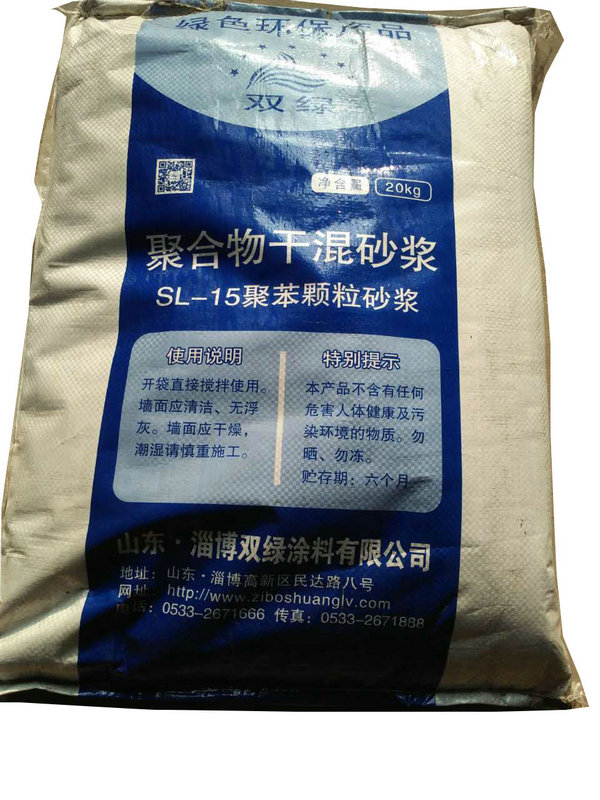 绿色环保产品
双绿
净含量 20kg
聚合物干混砂浆
SL-15聚苯颗粒砂浆
使用说明
开袋直接搅拌使用。
墙面应清洁、无浮
灰。墙面应干燥，
潮湿请慎重施工。
特别提示
本产品不含有任何
危害人体健康及污
染环境的物质。勿
晒、勿冻。
贮存期：六个月
山东·淄博双绿涂料有限公司
地址：山东·淄博高新区民达路八号
网址：http://www.ziboshuanglv.com
电话：0533-2671666 传真：0533-2671888